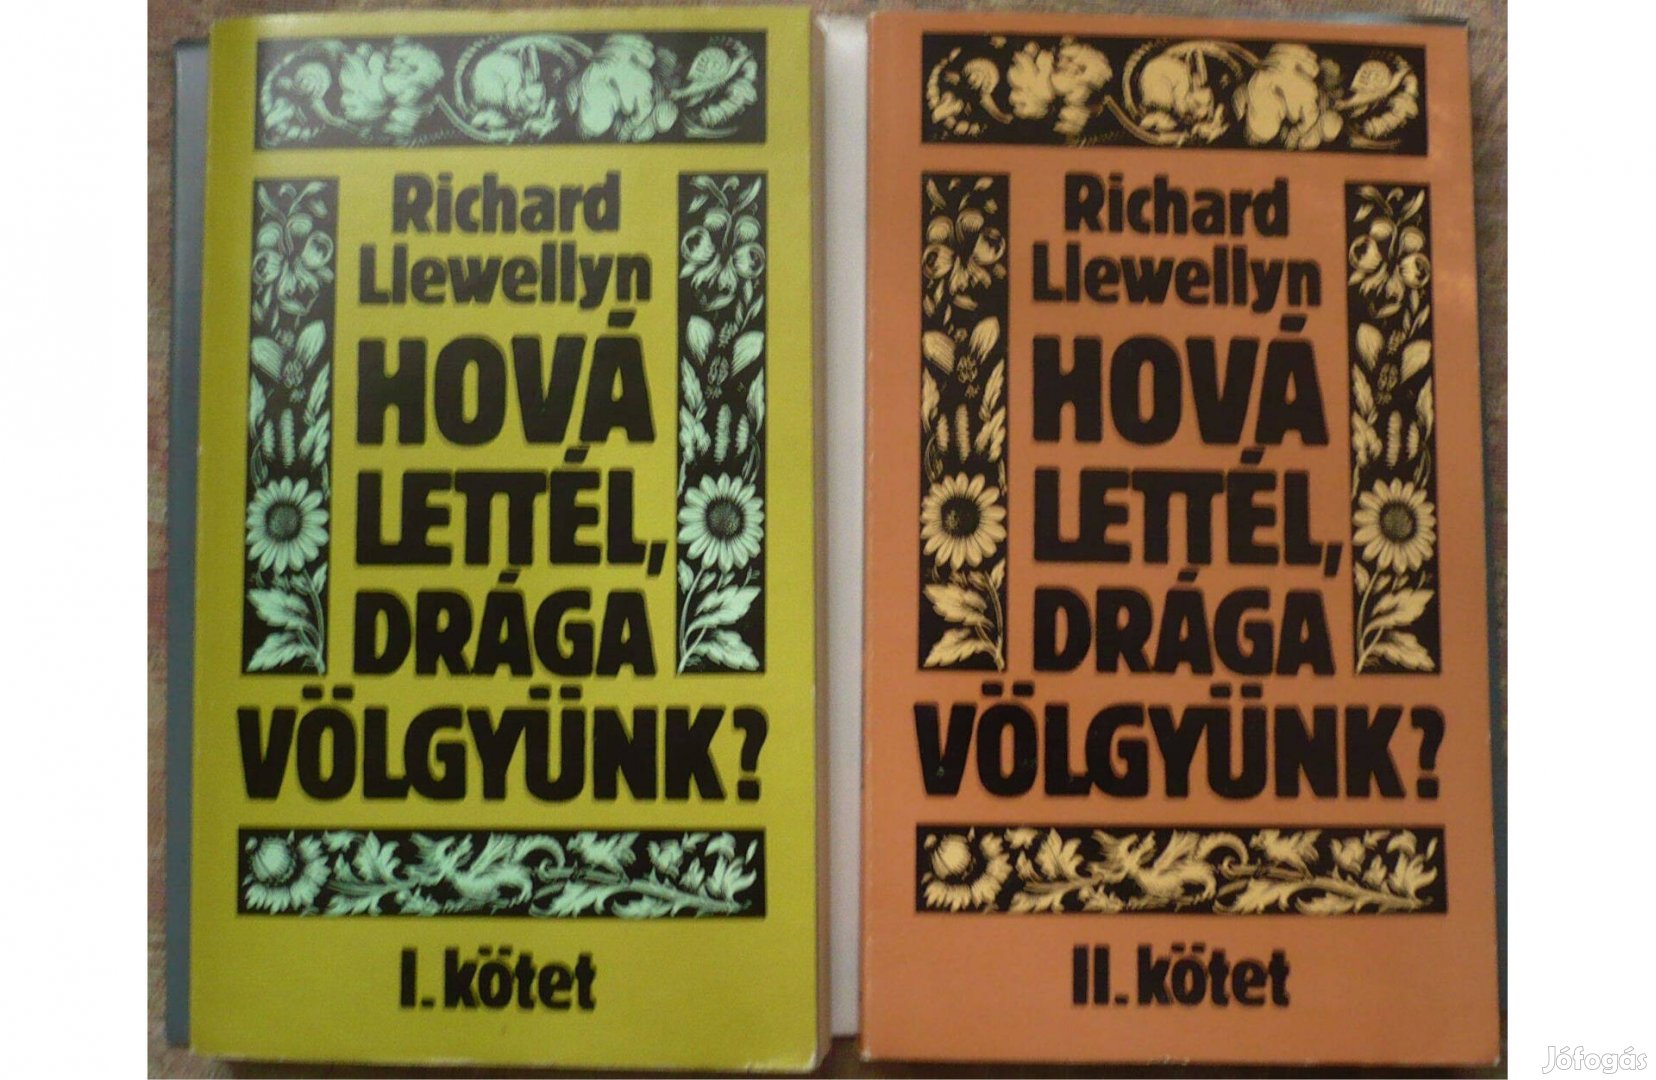 Richard
Llewellyn
HOVÁ
LETTÉL,
DRÁGA
VÖLGYÜNK?
I. kötet
Richard
Llewellyn
HOVÁ
LETTÉL,
DRÁGA
VÖLGYÜNK?
II. kötet
Jófogás